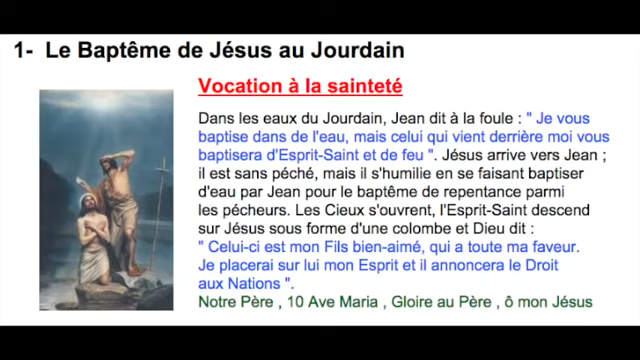 1- Le Baptême de Jésus au Jourdain
Vocation à la sainteté
Dans les eaux du Jourdain, Jean dit à la foule : " Je vous
baptise dans de l'eau, mais celui qui vient derrière moi vous
baptisera d'Esprit-Saint et de feu ". Jésus arrive vers Jean ;
il est sans péché, mais il s'humilie en se faisant baptiser
d'eau par Jean pour le baptême de repentance parmi
les pécheurs. Les Cieux s'ouvrent, l'Esprit-Saint descend
sur Jésus sous forme d'une colombe et Dieu dit :
" Celui-ci est mon Fils bien-aimé, qui a toute ma faveur.
Je placerai sur lui mon Esprit et il annoncera le Droit
aux Nations ".
Notre Père , 10 Ave Maria , Gloire au Père , ô mon Jésus